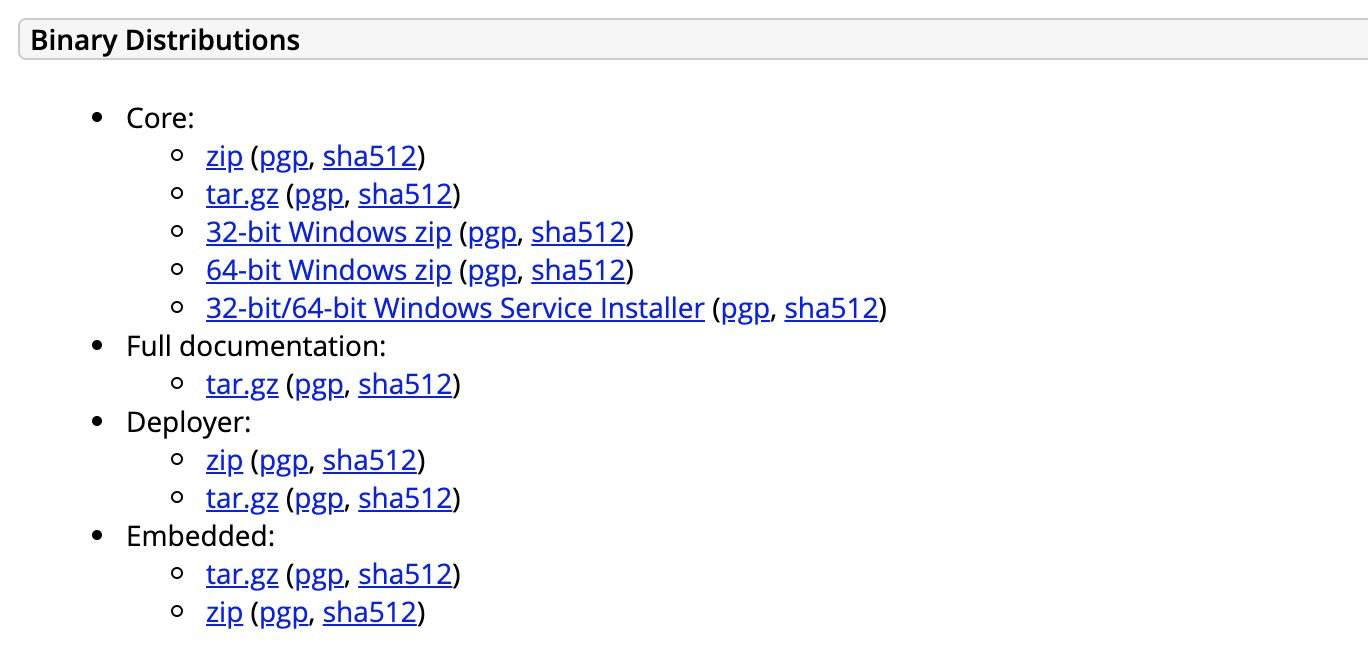 Binary Distributions
Core:
zip (pgp, sha512)
tar.gz (pgp, sha512)
32-bit Windows zip (pgp, sha512)
64-bit Windows zip (pgp, sha512)
32-bit/64-bit Windows Service Installer (pgp, sha512)
Full documentation:
tar.gz (pgp, sha512)
Deployer:
zip (pgp, sha512)
tar.gz (pgp, sha512)
Embedded:
tar.gz (pgp, sha512)
zip (pgp, sha512)